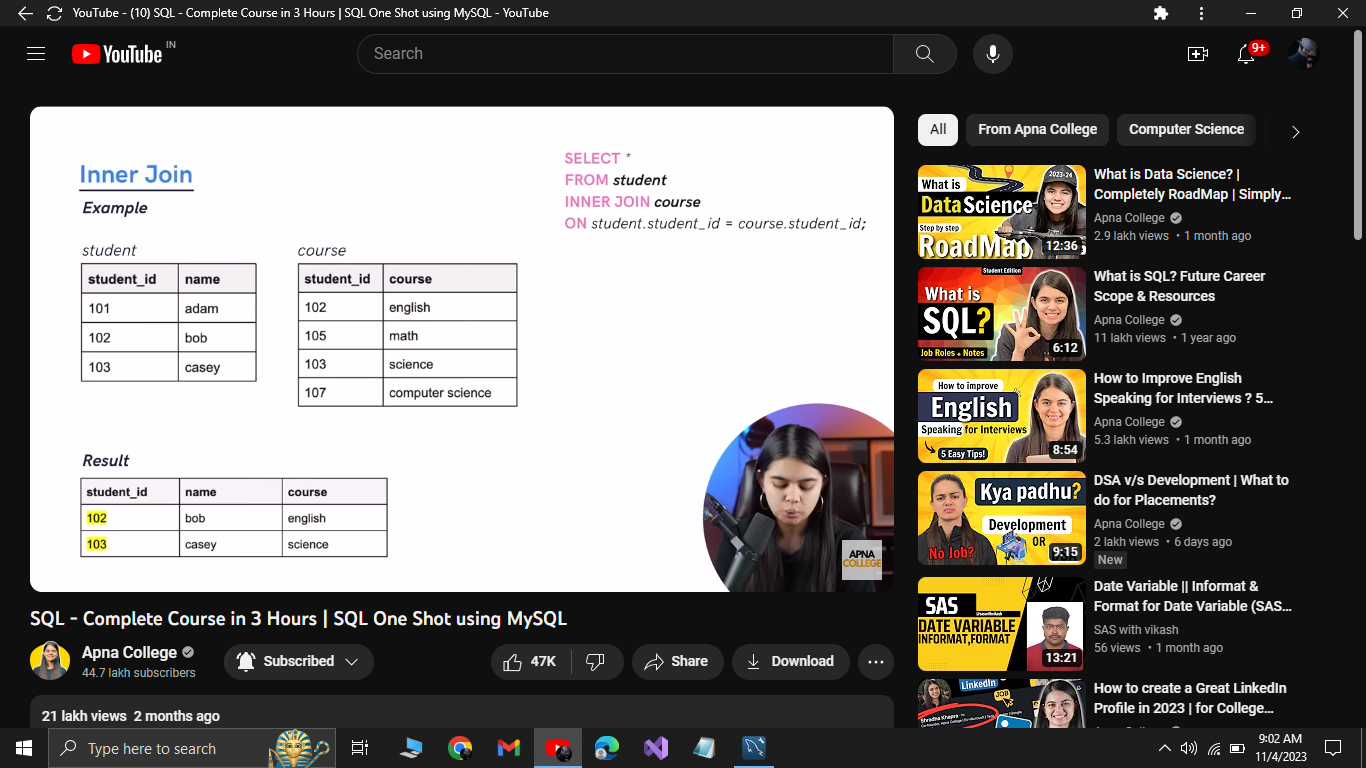 YouTube - (10) SQL - Complete Course in 3 Hours | SQL One Shot using MySQL - YouTube
YouTube IN
Search
9+
Inner Join
Example
SELECT *
FROM student
INNER JOIN course
ON student.student_id = course.student_id;
student
student_id name
101 adam
102 bob
103 casey
course
student_id course
102 english
105 math
103 science
107 computer science
Result
student_id name course
102 bob english
103 casey science
APNA
COLLEGE
SQL - Complete Course in 3 Hours | SQL One Shot using MySQL
Apna College
44.7 lakh subscribers
Subscribed
47K
Share
Download
21 lakh views 2 months ago
All
From Apna College
Computer Science
What is
Data Science
Step by step
RoadMap
2023-24
12:36
What is Data Science? |
Completely RoadMap | Simply...
Apna College
2.9 lakh views • 1 month ago
Student Edition
What is
SQL?
Job Roles + Notes
6:12
What is SQL? Future Career
Scope & Resources
Apna College
11 lakh views • 1 year ago
How to improve
English
Speaking for Interviews
5 Easy Tips!
8:54
How to Improve English
Speaking for Interviews ? 5...
Apna College
5.3 lakh views • 1 month ago
Kya padhu?
Development
OR
No Job?
9:15
DSA v/s Development | What to
do for Placements?
Apna College
2 lakh views • 6 days ago
New
SAS
DATE VARIABLE
INFORMAT,FORMAT
13:21
Date Variable || Informat &
Format for Date Variable (SAS...
SAS with vikash
56 views • 1 month ago
LinkedIn
JOB
Shradha Khapra
How to create a Great LinkedIn
Profile in 2023 | for College...
Type here to search
9:02 AM
11/4/2023